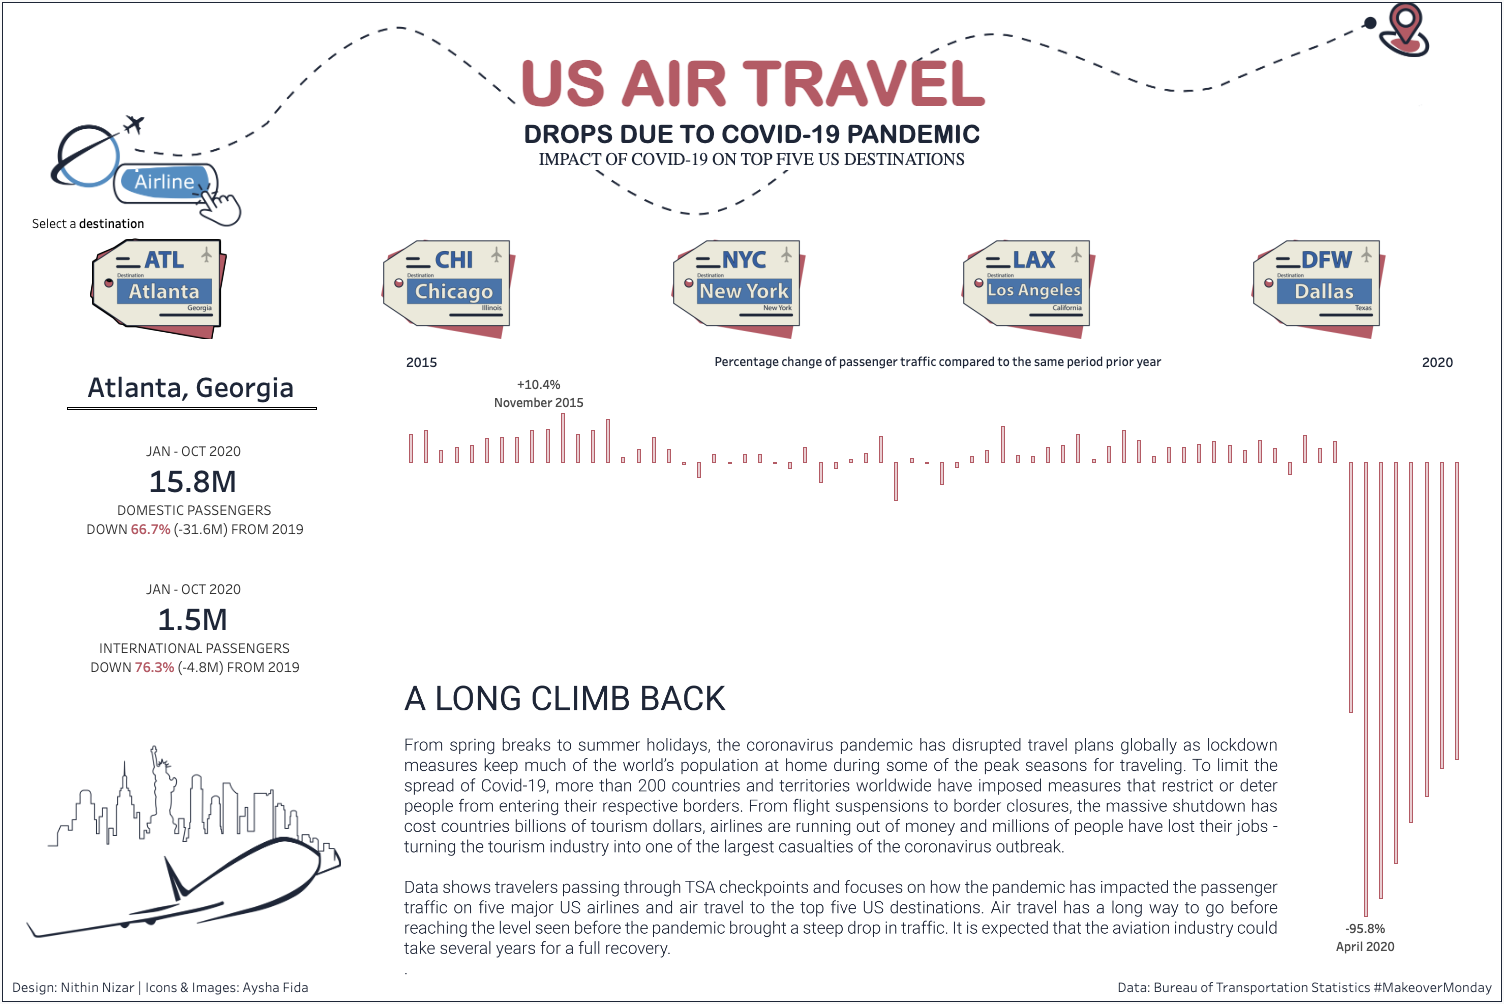 US AIR TRAVEL
DROPS DUE TO COVID-19 PANDEMIC
IMPACT OF COVID-19 ON TOP FIVE US DESTINATIONS
Airline
Select a destination
ATL
Destination
Atlanta
Georgia
CHI
Destination
Chicago
Illinois
NYC
Destination
New York
New York
LAX
Destination
Los Angeles
California
DFW
Destination
Dallas
Texas
2015
Percentage change of passenger traffic compared to the same period prior year
2020
Atlanta, Georgia
JAN - OCT 2020
15.8M
DOMESTIC PASSENGERS
DOWN 66.7% (-31.6M) FROM 2019
JAN - OCT 2020
1.5M
INTERNATIONAL PASSENGERS
DOWN 76.3% (-4.8M) FROM 2019
+10.4%
November 2015
-95.8%
April 2020
A LONG CLIMB BACK
From spring breaks to summer holidays, the coronavirus pandemic has disrupted travel plans globally as lockdown
measures keep much of the world's population at home during some of the peak seasons for traveling. To limit the
spread of Covid-19, more than 200 countries and territories worldwide have imposed measures that restrict or deter
people from entering their respective borders. From flight suspensions to border closures, the massive shutdown has
cost countries billions of tourism dollars, airlines are running out of money and millions of people have lost their jobs -
turning the tourism industry into one of the largest casualties of the coronavirus outbreak.
Data shows travelers passing through TSA checkpoints and focuses on how the pandemic has impacted the passenger
traffic on five major US airlines and air travel to the top five US destinations. Air travel has a long way to go before
reaching the level seen before the pandemic brought a steep drop in traffic. It is expected that the aviation industry could
take several years for a full recovery.
.
Design: Nithin Nizar | Icons & Images: Aysha Fida
Data: Bureau of Transportation Statistics #MakeoverMonday